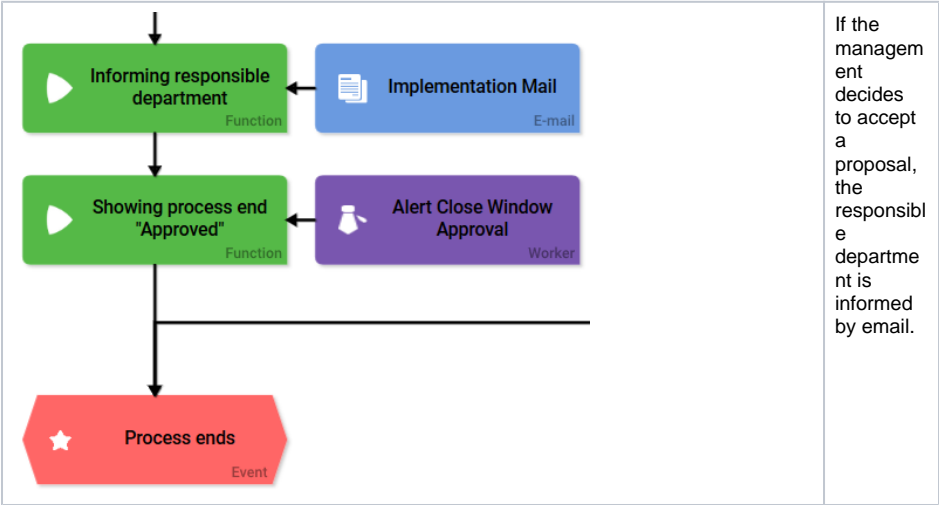 Informing responsible
department
Function
Implementation Mail
E-mail
Showing process end
"Approved"
Function
Alert Close Window
Approval
Worker
Process ends
Event
If the
managem
ent
decides
to accept
a
proposal,
the
responsibl
e
departme
nt is
informed
by email.